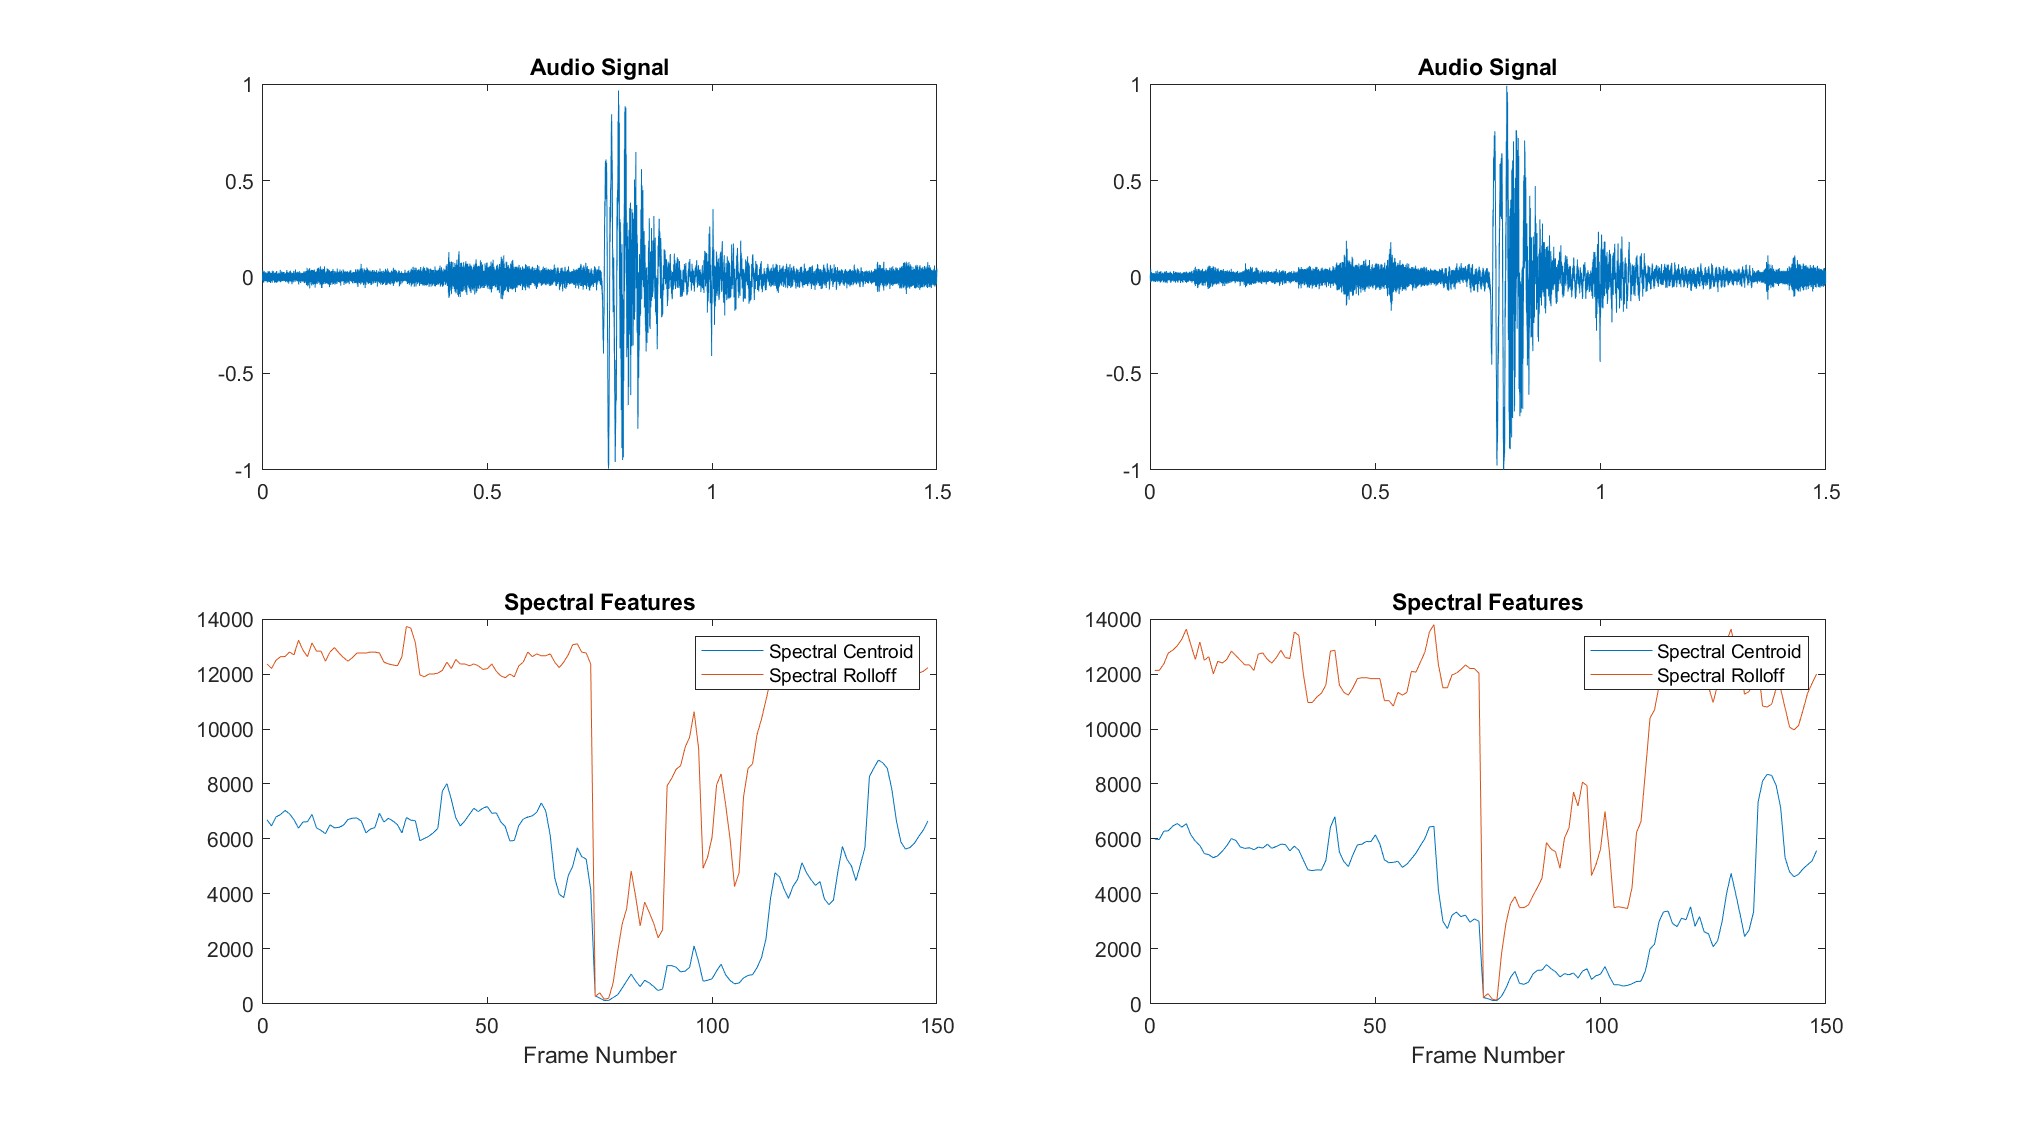 Audio Signal
1
0.5
0
-0.5
-1
0 0.5 1 1.5
Audio Signal
1
0.5
0
-0.5
-1
0 0.5 1 1.5
Spectral Features
14000
12000
10000
8000
6000
4000
2000
0
Spectral Centroid
Spectral Rolloff
0 50 100 150
Frame Number
Spectral Features
14000
12000
10000
8000
6000
4000
2000
0
Spectral Centroid
Spectral Rolloff
0 50 100 150
Frame Number